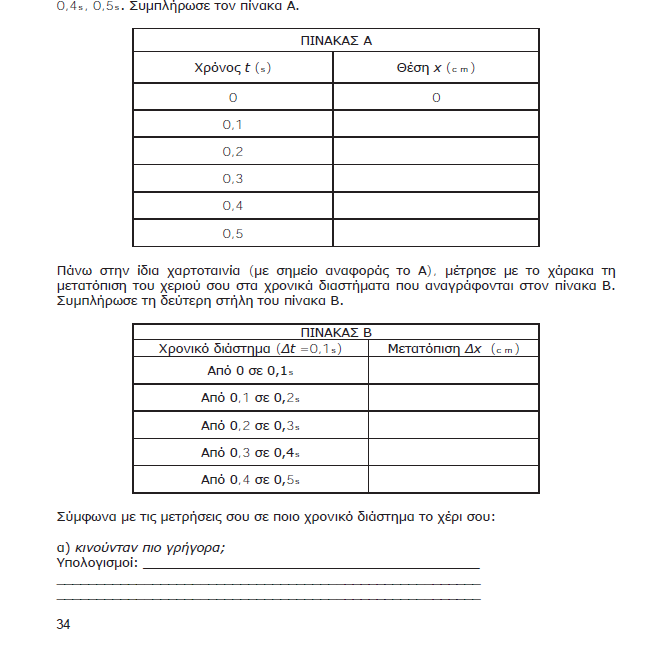 0,4s, 0,5s. Συμπλήρωσε τον πίνακα Α.
ΠΙΝΑΚΑΣ Α
Χρόνος t (s) Θέση x (cm)
0 0
0,1
0,2
0,3
0,4
0,5
Πάνω στην ίδια χαρτοταινία (με σημείο αναφοράς το Α), μέτρησε με το χάρακα τη
μετατόπιση του χεριού σου στα χρονικά διαστήματα που αναγράφονται στον πίνακα Β.
Συμπλήρωσε τη δεύτερη στήλη του πίνακα Β.
ΠΙΝΑΚΑΣ Β
Χρονικό διάστημα (Δt =0,1s) Μετατόπιση Δx (cm)
Από 0 σε 0,1s
Από 0,1 σε 0,2s
Από 0,2 σε 0,3s
Από 0,3 σε 0,4s
Από 0,4 σε 0,5s
Σύμφωνα με τις μετρήσεις σου σε ποιο χρονικό διάστημα το χέρι σου:
α) κινούνταν πιο γρήγορα;
Υπολογισμοί:
34